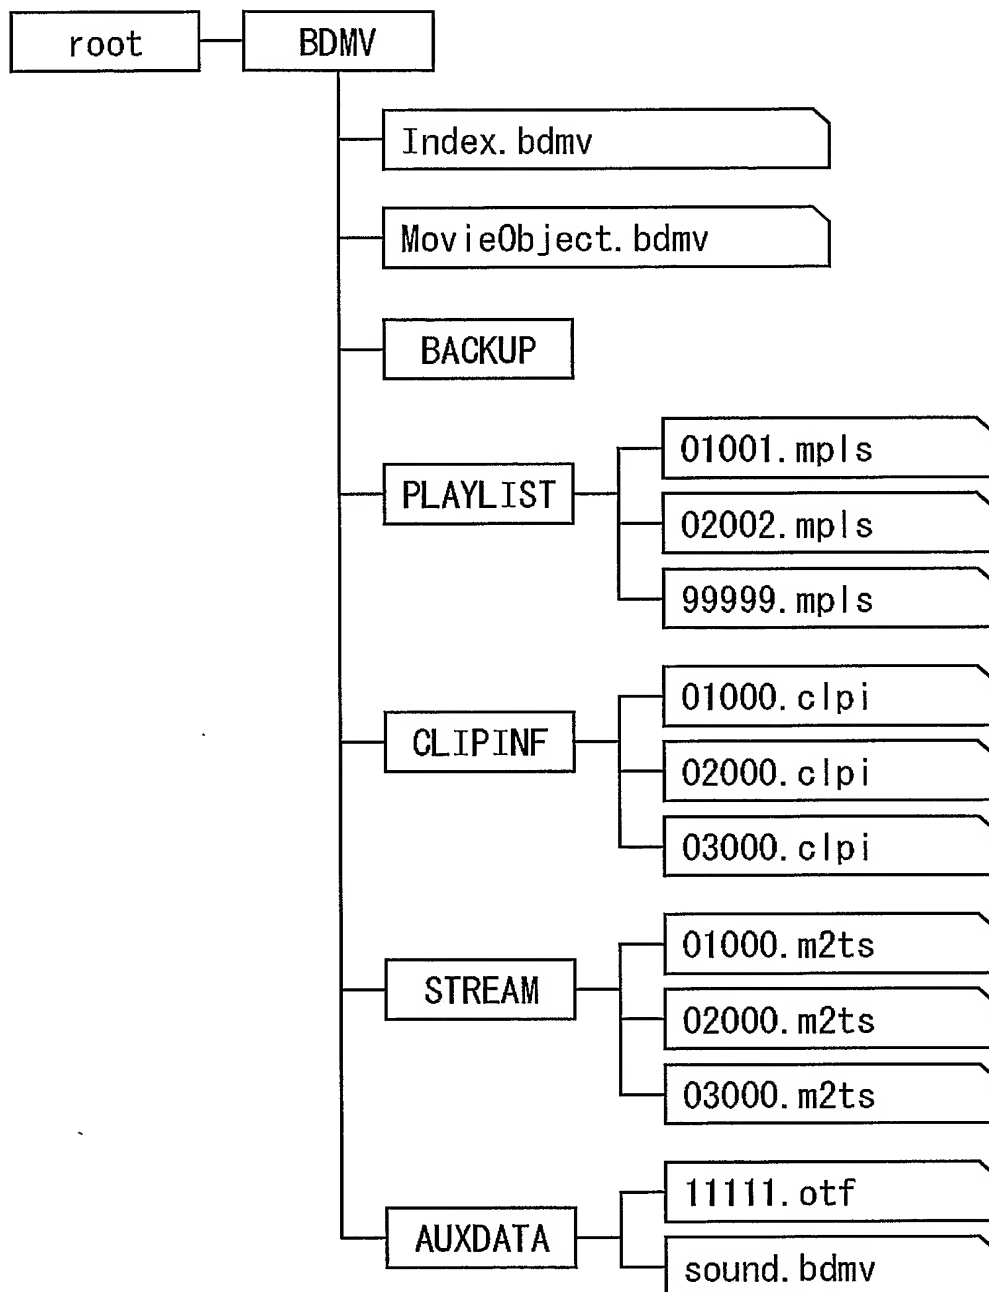 root
BDMV
Index.bdmv
MovieObject.bdmv
BACKUP
PLAYLIST
01001.mpls
02002.mpls
99999.mpls
CLIPINF
01000.clpi
02000.clpi
03000.clpi
STREAM
01000.m2ts
02000.m2ts
03000.m2ts
AUXDATA
11111.otf
sound.bdmv